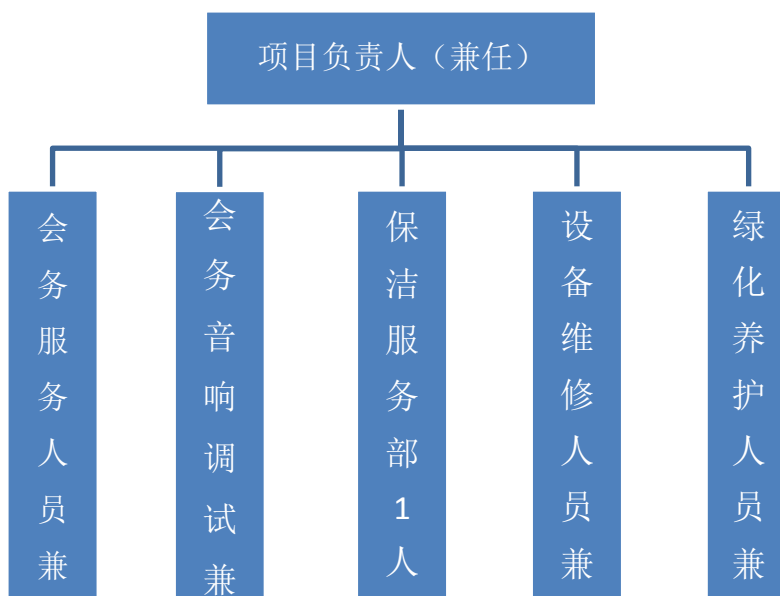 项目负责人（兼任）
会务服务人员兼
会务音响调试兼
保洁服务部1人
设备维修人员兼
绿化养护人员兼